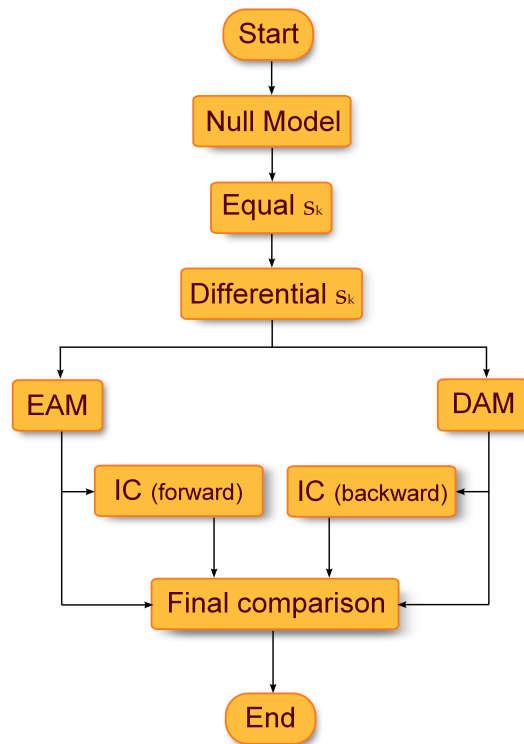 Start
Null Model
Equal sₖ
Differential sₖ
EAM
DAM
IC (forward)
IC (backward)
Final comparison
End